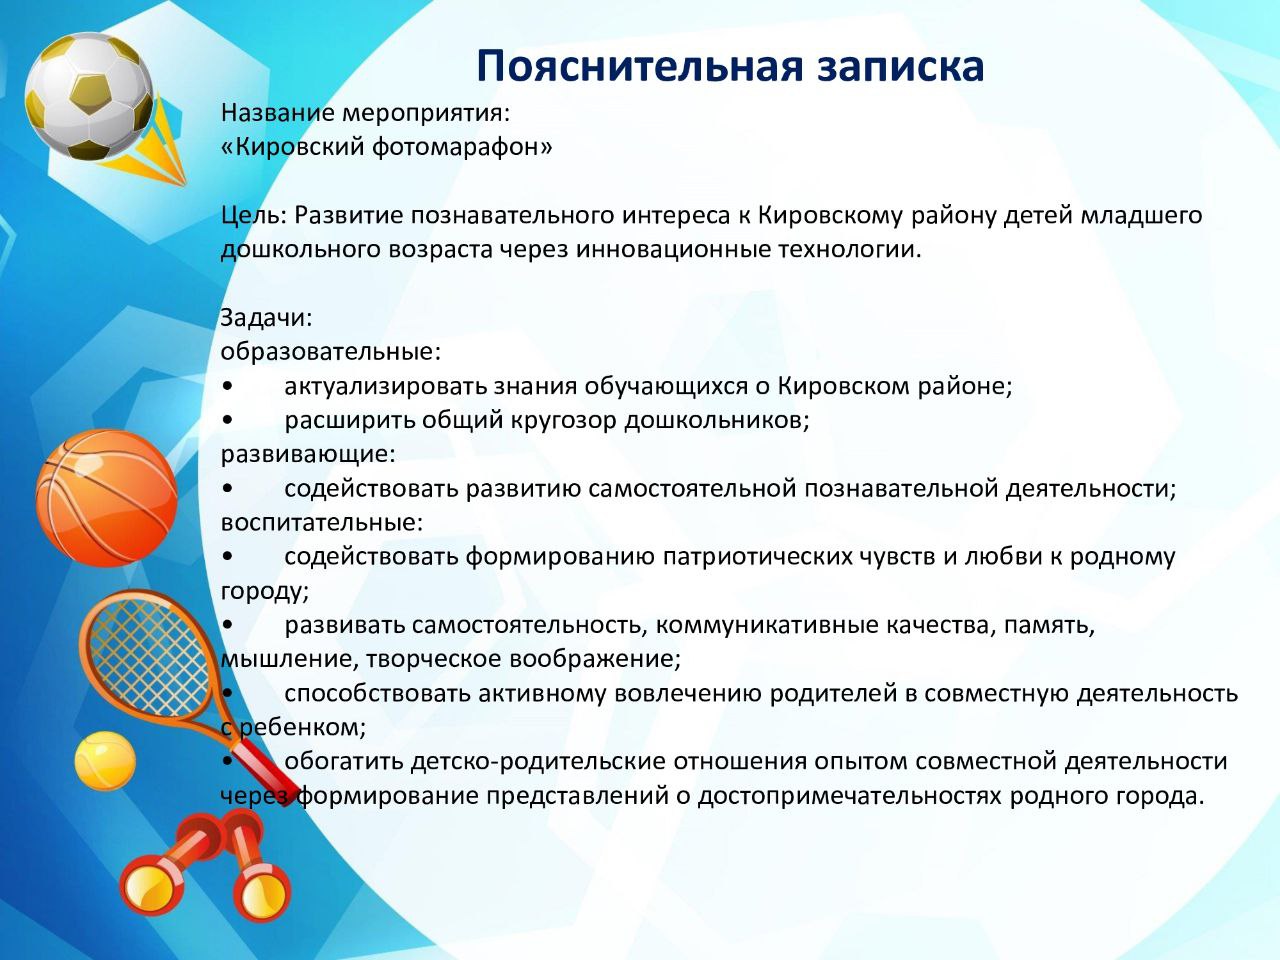 Пояснительная записка
Название мероприятия:
«Кировский фотомарафон»
Цель: Развитие познавательного интереса к Кировскому району детей младшего
дошкольного возраста через инновационные технологии.
Задачи:
образовательные:
• актуализировать знания обучающихся о Кировском районе;
• расширить общий кругозор дошкольников;
развивающие:
• содействовать развитию самостоятельной познавательной деятельности;
воспитательные:
• содействовать формированию патриотических чувств и любви к родному
городу;
• развивать самостоятельность, коммуникативные качества, память,
мышление, творческое воображение;
• способствовать активному вовлечению родителей в совместную деятельность
с ребенком;
• обогатить детско-родительские отношения опытом совместной деятельности
через формирование представлений о достопримечательностях родного города.